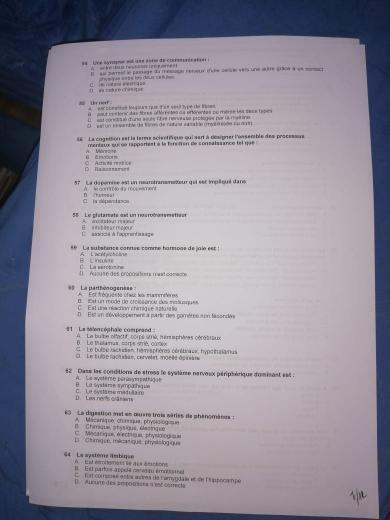 54 Une synapse est une zone de communication :
A. entre deux neurones uniquement
B. qui permet le passage du message nerveux d'une cellule vers une autre grâce à un contact
physique entre les deux cellules
C. de nature électrique
D. de nature chimique
55 Un nerf :
A. est constitué toujours que d'un seul type de fibres
B. peut contenir des fibres afférentes ou efférentes ou même les deux types
C. est constitué d'une seule fibre nerveuse protégée par la myéline
D. est un ensemble de fibres de nature variable (myélinisée ou non)
56 La cognition est le terme scientifique qui sert à désigner l'ensemble des processus
mentaux qui se rapportent à la fonction de connaissance tel que :
A. Mémoire
B. Emotions
C. Activité motrice
D. Raisonnement
57 La dopamine est un neurotransmetteur qui est impliqué dans
A. le contrôle du mouvement
B. l'humeur
C. la dépendance
58 Le glutamate est un neurotransmetteur
A. excitateur majeur
B. inhibiteur majeur
C. associé à l'apprentissage
59 La substance connue comme hormone de joie est :
A. L'acétylcholine
B. L'insuline
C. La sérotonine
D. Aucune des propositions n'est correcte
60 La parthénogenèse :
A. Est fréquente chez les mammifères
B. Est un mode de croissance des mollusques
C. Est une réaction chimique naturelle
D. Est un développement à partir des gamètes non fécondés
61 Le télencéphale comprend :
A. Le bulbe olfactif, corps strié, hémisphères cérébraux
B. Le thalamus, corps strié, cortex
C. Le bulbe rachidien, hémisphères cérébraux, hypothalamus
D. Le bulbe rachidien, cervelet, moelle épinière
62 Dans les conditions de stress le système nerveux périphérique dominant est :
A. Le système parasympathique
B. Le système sympathique
C. Le système médullaire
D. Les nerfs crâniens
63 La digestion met en œuvre trois séries de phénomènes :
A. Mécanique, chimique, physiologique
B. Chimique, physique, électrique
C. Mécanique, électrique, physiologique
D. Chimique, mécanique, physiologique
64 Le système limbique
A. Est étroitement lié aux émotions
B. Est parfois appelé cerveau émotionnel
C. Est composé entre autres de l'amygdale et de l'hippocampe
D. Aucune des propositions n'est correcte